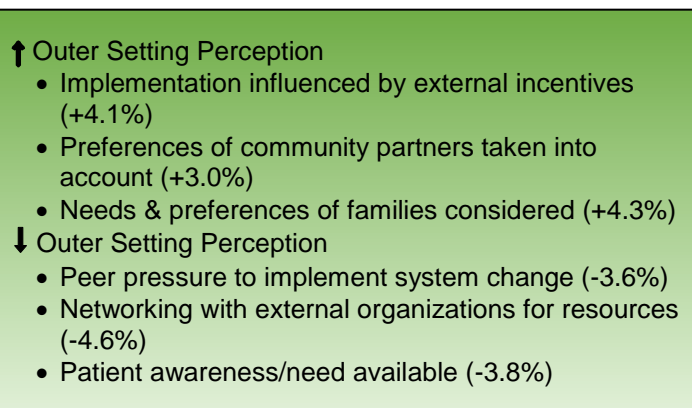 ⬆ Outer Setting Perception
• Implementation influenced by external incentives
(+4.1%)
• Preferences of community partners taken into
account (+3.0%)
• Needs & preferences of families considered (+4.3%)
⬇ Outer Setting Perception
• Peer pressure to implement system change (-3.6%)
• Networking with external organizations for resources
(-4.6%)
• Patient awareness/need available (-3.8%)